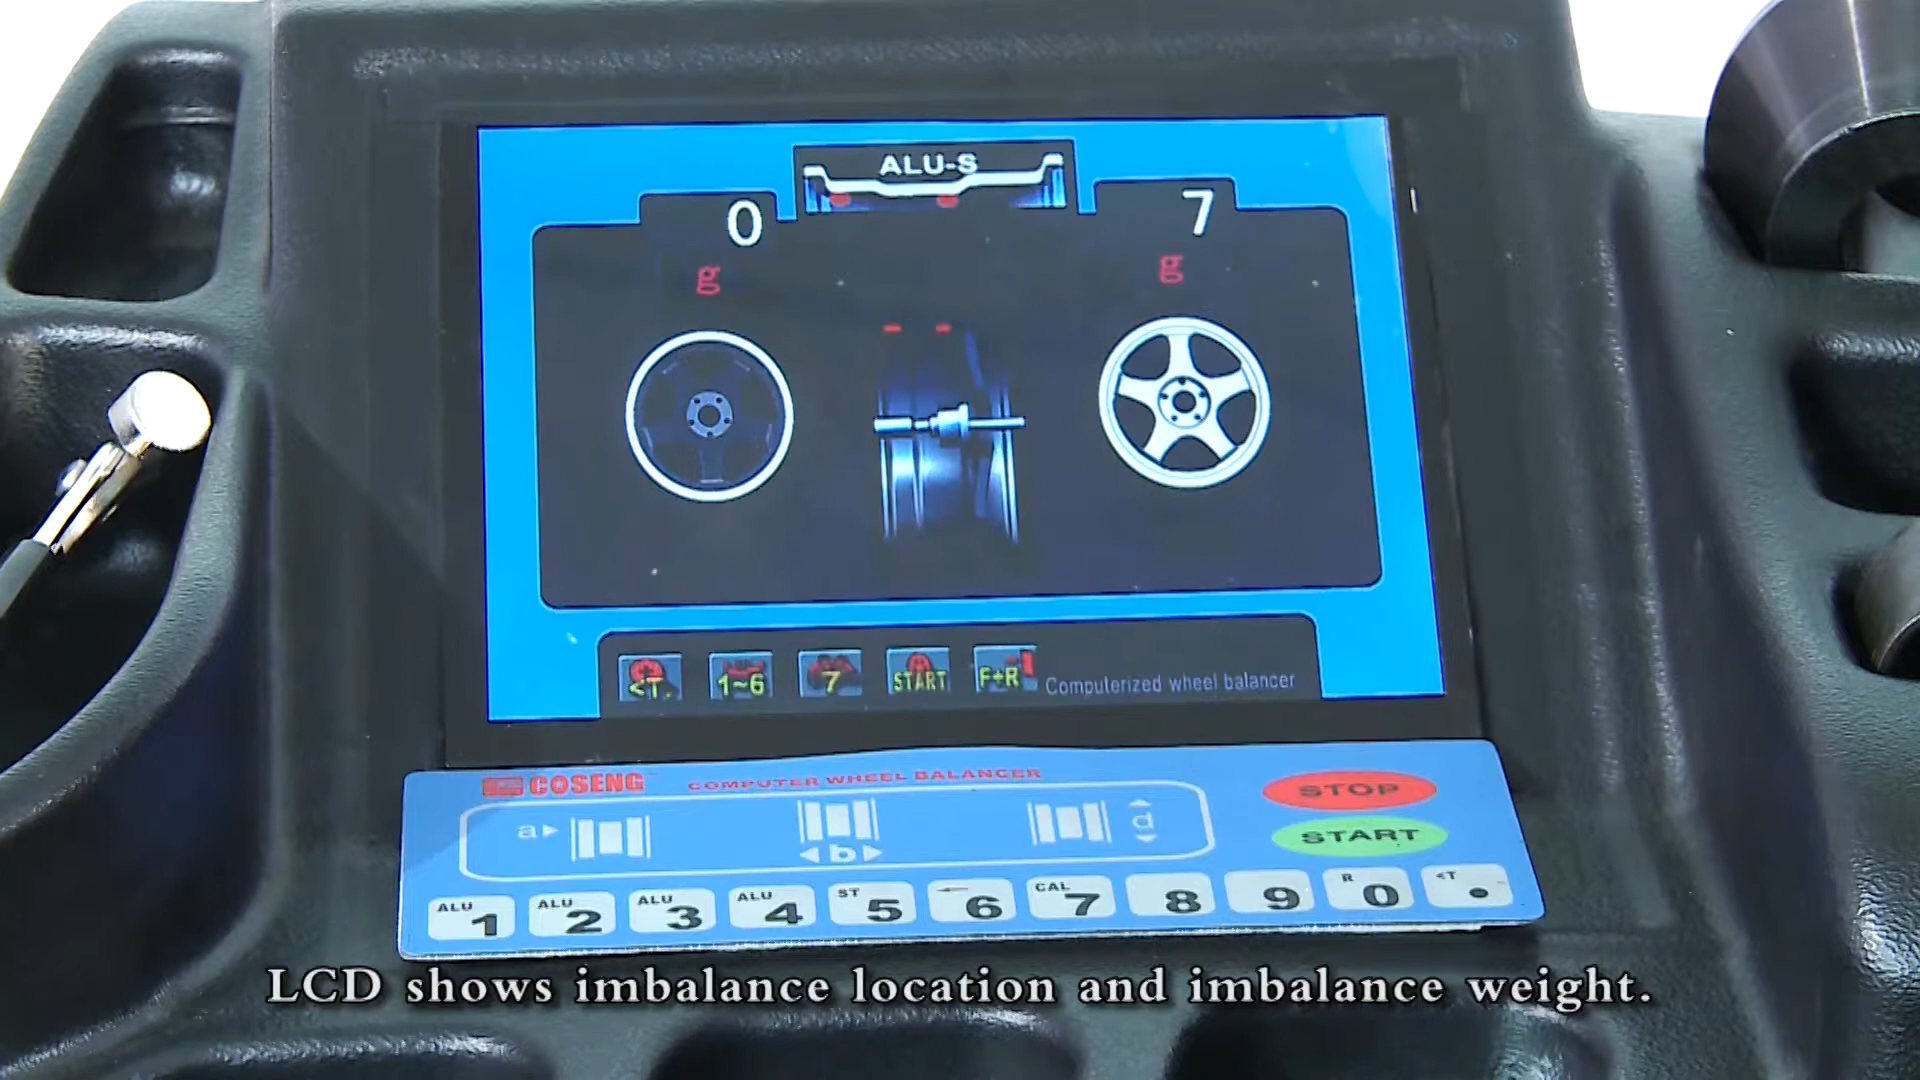 ALU-S
0 7
g g
<T. 1~6 7 START F+R Computerized wheel balancer
COSENG COMPUTER WHEEL BALANCER
STOP
a b d
START
ALU 1 ALU 2 ALU 3 ALU 4 ST 5 6 CAL 7 8 9 R 0 <T .
LCD shows imbalance location and imbalance weight.